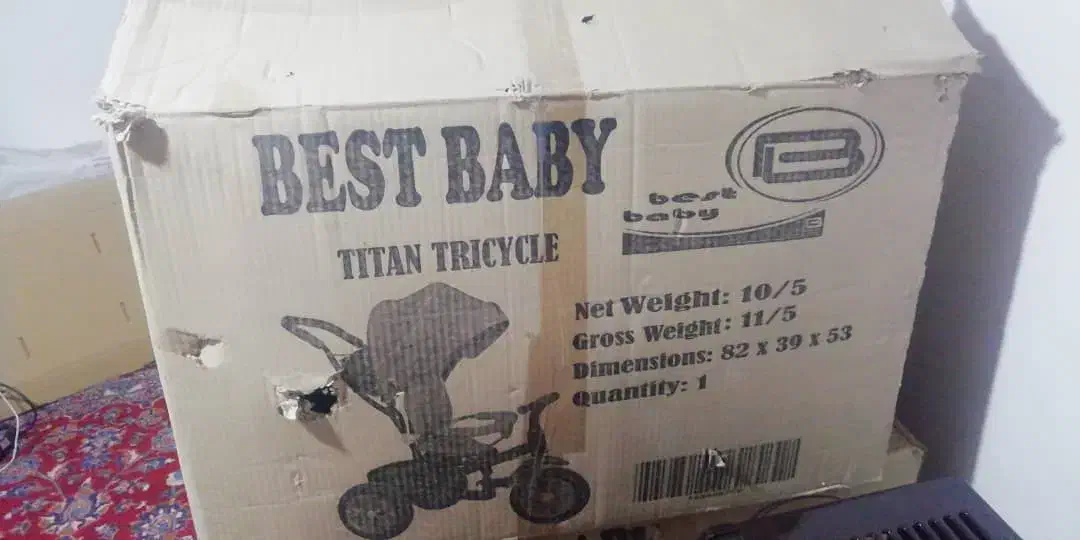 BEST BABY
best
baby
TITAN TRICYCLE
Net Weight: 10/5
Gross Weight: 11/5
Dimensions: 82 x 39 x 53
Quantity: 1